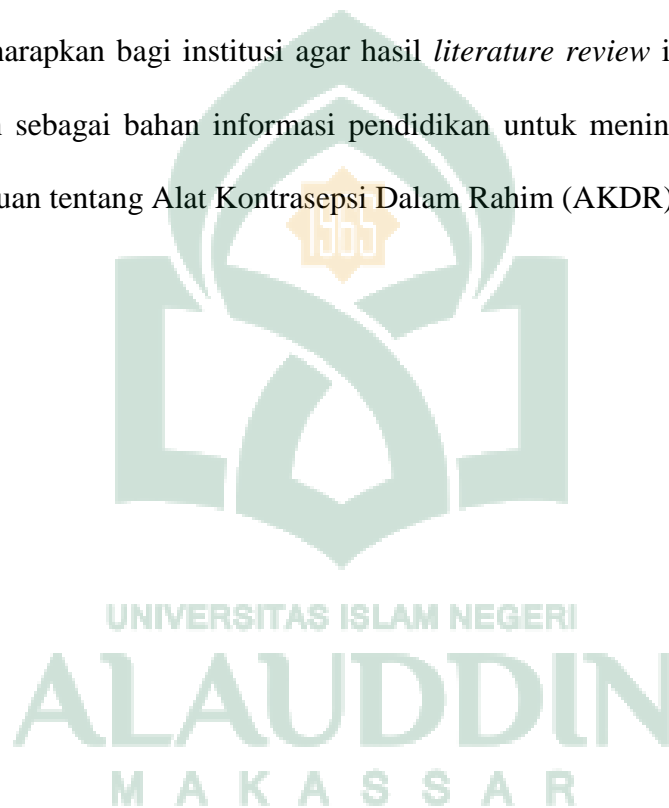 harapkan bagi institusi agar hasil literature review i
sebagai bahan informasi pendidikan untuk menin
uan tentang Alat Kontrasepsi Dalam Rahim (AKDR)
1965
UNIVERSITAS ISLAM NEGERI
ALAUDDIN
MAKASSAR